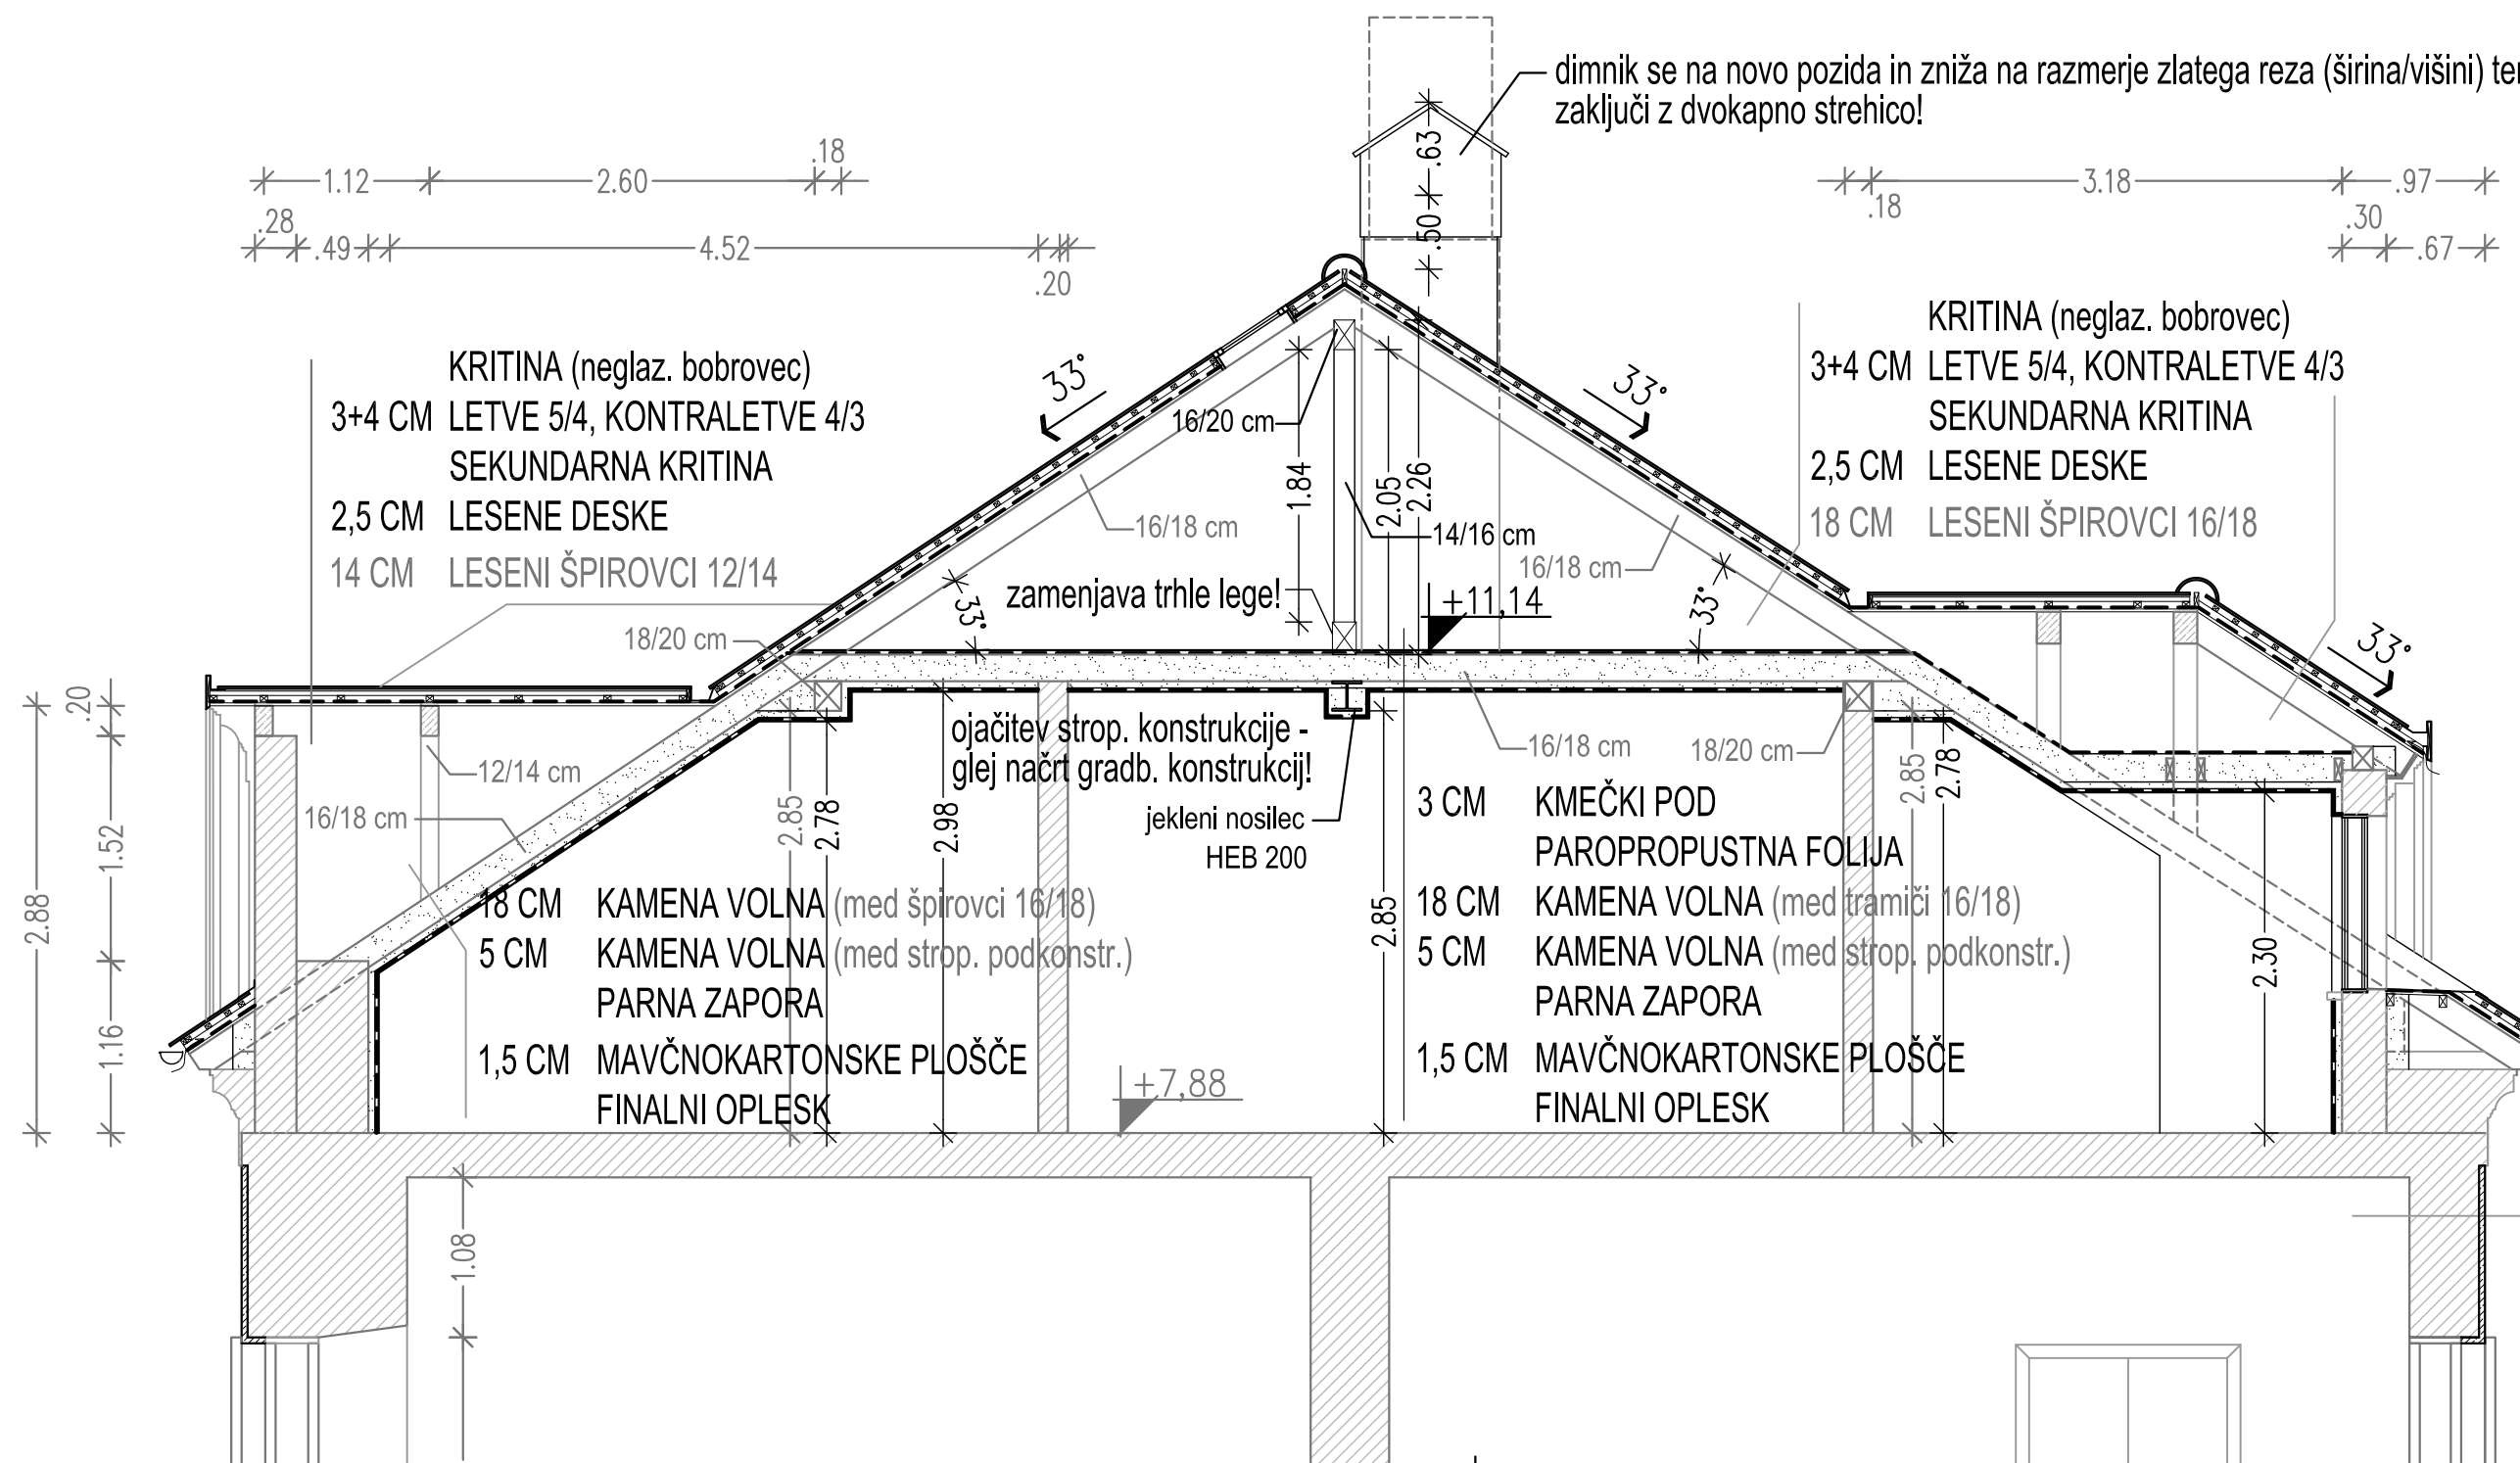 dimnik se na novo pozida in zniža na razmerje zlatega reza (širina/višini)
zaključi z dvokapno strehico!
.63
.50
1.12
2.60
.18
.28
.49
4.52
.20
.18
3.18
.97
.30
.67
KRITINA (neglaz. bobrovec)
3+4 CM LETVE 5/4, KONTRALETVE 4/3
SEKUNDARNA KRITINA
2,5 CM LESENE DESKE
14 CM LESENI ŠPIROVCI 12/14
KRITINA (neglaz. bobrovec)
3+4 CM LETVE 5/4, KONTRALETVE 4/3
SEKUNDARNA KRITINA
2,5 CM LESENE DESKE
18 CM LESENI ŠPIROVCI 16/18
33°
33°
16/20 cm
1.84
2.05
2.26
16/18 cm
14/16 cm
16/18 cm
zamenjava trhle lege!
+11,14
33°
33°
33°
18/20 cm
ojačitev strop. konstrukcije -
glej načrt gradb. konstrukcij!
jekleni nosilec
HEB 200
16/18 cm
18/20 cm
12/14 cm
16/18 cm
.20
1.52
2.88
1.16
2.85
2.78
2.98
2.85
2.85
2.78
2.30
18 CM KAMENA VOLNA (med špirovci 16/18)
5 CM KAMENA VOLNA (med strop. podkonstr.)
PARNA ZAPORA
1,5 CM MAVČNOKARTONSKE PLOŠČE
FINALNI OPLESK
3 CM KMEČKI POD
PAROPROPUSTNA FOLIJA
18 CM KAMENA VOLNA (med tramiči 16/18)
5 CM KAMENA VOLNA (med strop. podkonstr.)
PARNA ZAPORA
1,5 CM MAVČNOKARTONSKE PLOŠČE
FINALNI OPLESK
+7,88
1.08